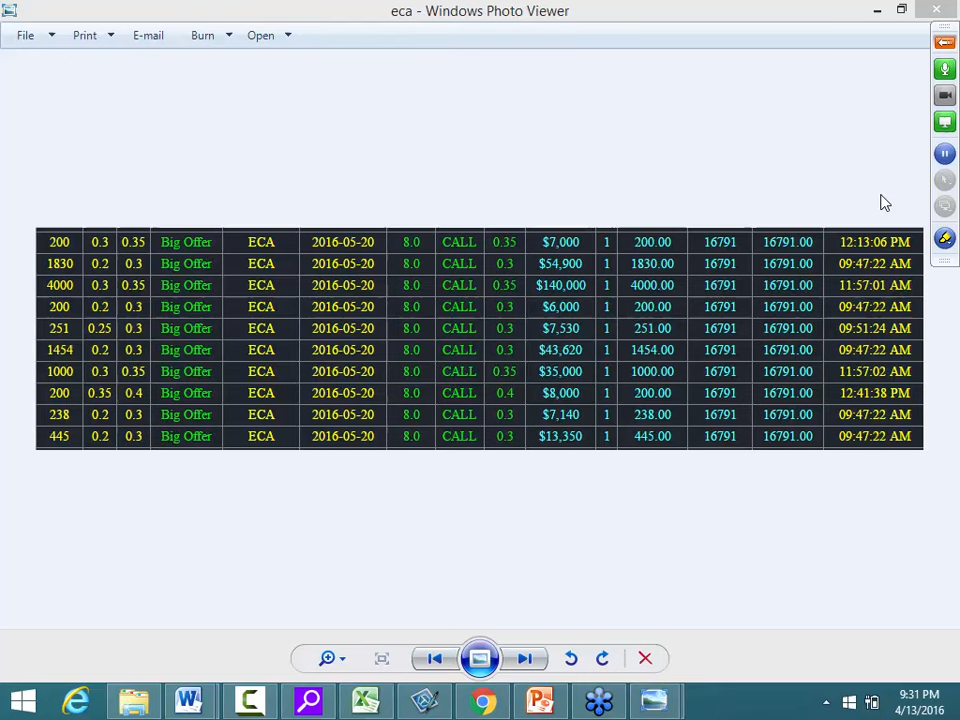 eca - Windows Photo Viewer
File Print E-mail Burn Open
200 0.3 0.35 Big Offer ECA 2016-05-20 8.0 CALL 0.35 $7,000 1 200.00 16791 16791.00 12:13:06 PM
1830 0.2 0.3 Big Offer ECA 2016-05-20 8.0 CALL 0.3 $54,900 1 1830.00 16791 16791.00 09:47:22 AM
4000 0.3 0.35 Big Offer ECA 2016-05-20 8.0 CALL 0.35 $140,000 1 4000.00 16791 16791.00 11:57:01 AM
200 0.2 0.3 Big Offer ECA 2016-05-20 8.0 CALL 0.3 $6,000 1 200.00 16791 16791.00 09:47:22 AM
251 0.25 0.3 Big Offer ECA 2016-05-20 8.0 CALL 0.3 $7,530 1 251.00 16791 16791.00 09:51:24 AM
1454 0.2 0.3 Big Offer ECA 2016-05-20 8.0 CALL 0.3 $43,620 1 1454.00 16791 16791.00 09:47:22 AM
1000 0.3 0.35 Big Offer ECA 2016-05-20 8.0 CALL 0.35 $35,000 1 1000.00 16791 16791.00 11:57:02 AM
200 0.35 0.4 Big Offer ECA 2016-05-20 8.0 CALL 0.4 $8,000 1 200.00 16791 16791.00 12:41:38 PM
238 0.2 0.3 Big Offer ECA 2016-05-20 8.0 CALL 0.3 $7,140 1 238.00 16791 16791.00 09:47:22 AM
445 0.2 0.3 Big Offer ECA 2016-05-20 8.0 CALL 0.3 $13,350 1 445.00 16791 16791.00 09:47:22 AM
9:31 PM
4/13/2016